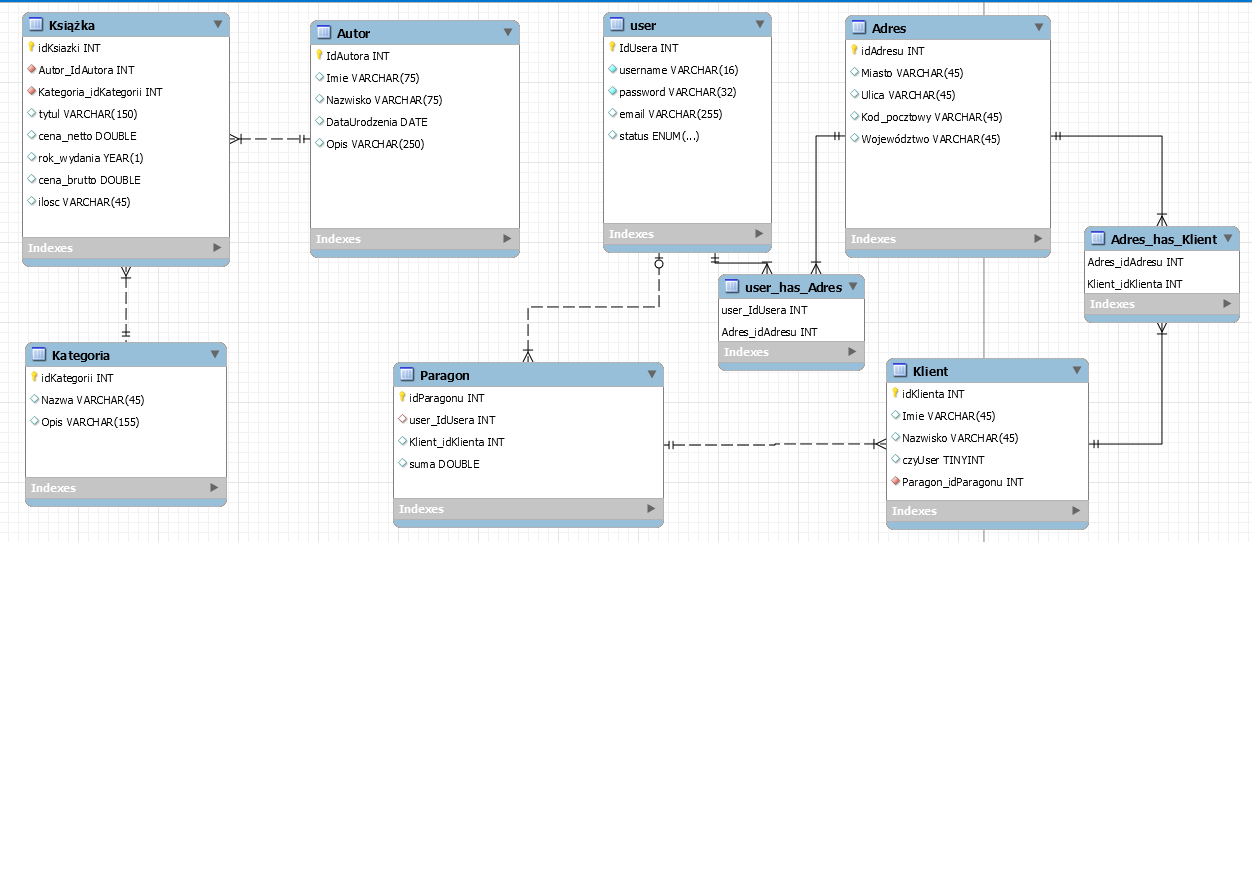 Książka
idKsiazki INT
Autor_IdAutora INT
Kategoria_idKategorii INT
tytul VARCHAR(150)
cena_netto DOUBLE
rok_wydania YEAR(1)
cena_brutto DOUBLE
ilosc VARCHAR(45)
Indexes
Autor
IdAutora INT
Imie VARCHAR(75)
Nazwisko VARCHAR(75)
DataUrodzenia DATE
Opis VARCHAR(250)
Indexes
user
IdUsera INT
username VARCHAR(16)
password VARCHAR(32)
email VARCHAR(255)
status ENUM(...)
Indexes
Adres
idAdresu INT
Miasto VARCHAR(45)
Ulica VARCHAR(45)
Kod_pocztowy VARCHAR(45)
Województwo VARCHAR(45)
Indexes
Adres_has_Klient
Adres_idAdresu INT
Klient_idKlienta INT
Indexes
user_has_Adres
user_IdUsera INT
Adres_idAdresu INT
Indexes
Kategoria
idKategorii INT
Nazwa VARCHAR(45)
Opis VARCHAR(155)
Indexes
Paragon
idParagonu INT
user_IdUsera INT
Klient_idKlienta INT
suma DOUBLE
Indexes
Klient
idKlienta INT
Imie VARCHAR(45)
Nazwisko VARCHAR(45)
czyUser TINYINT
Paragon_idParagonu INT
Indexes